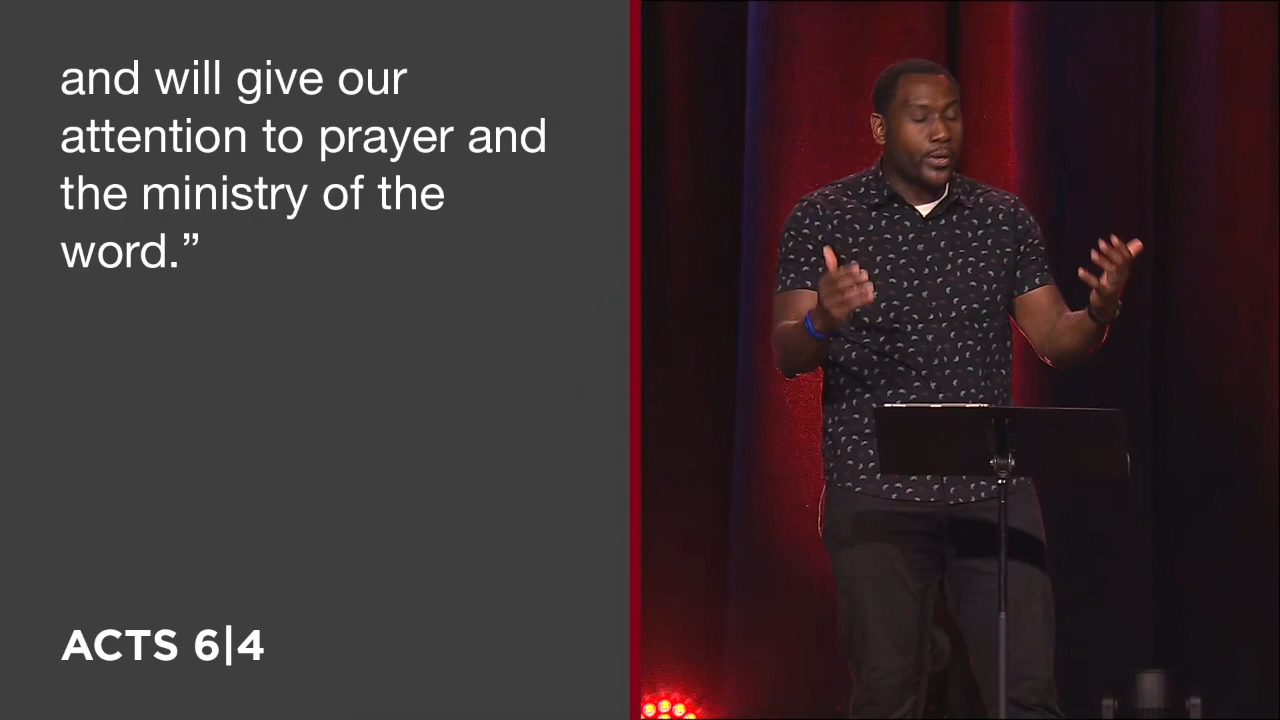 and will give our
attention to prayer and
the ministry of the
word.”
ACTS 6|4